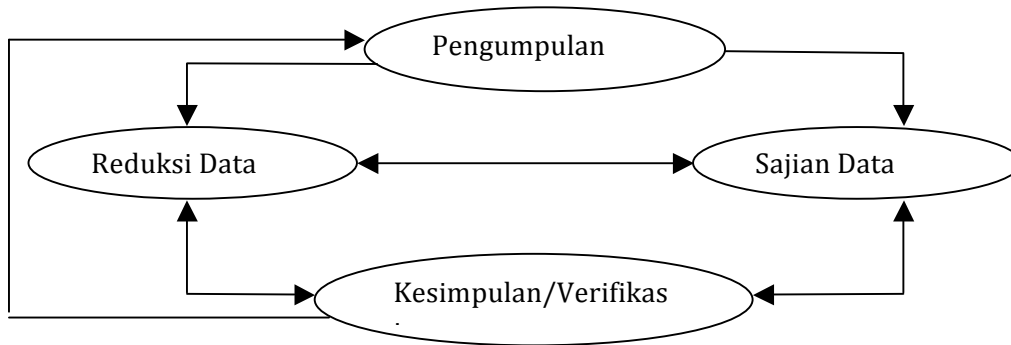 Pengumpulan
Reduksi Data
Sajian Data
Kesimpulan/Verifikas